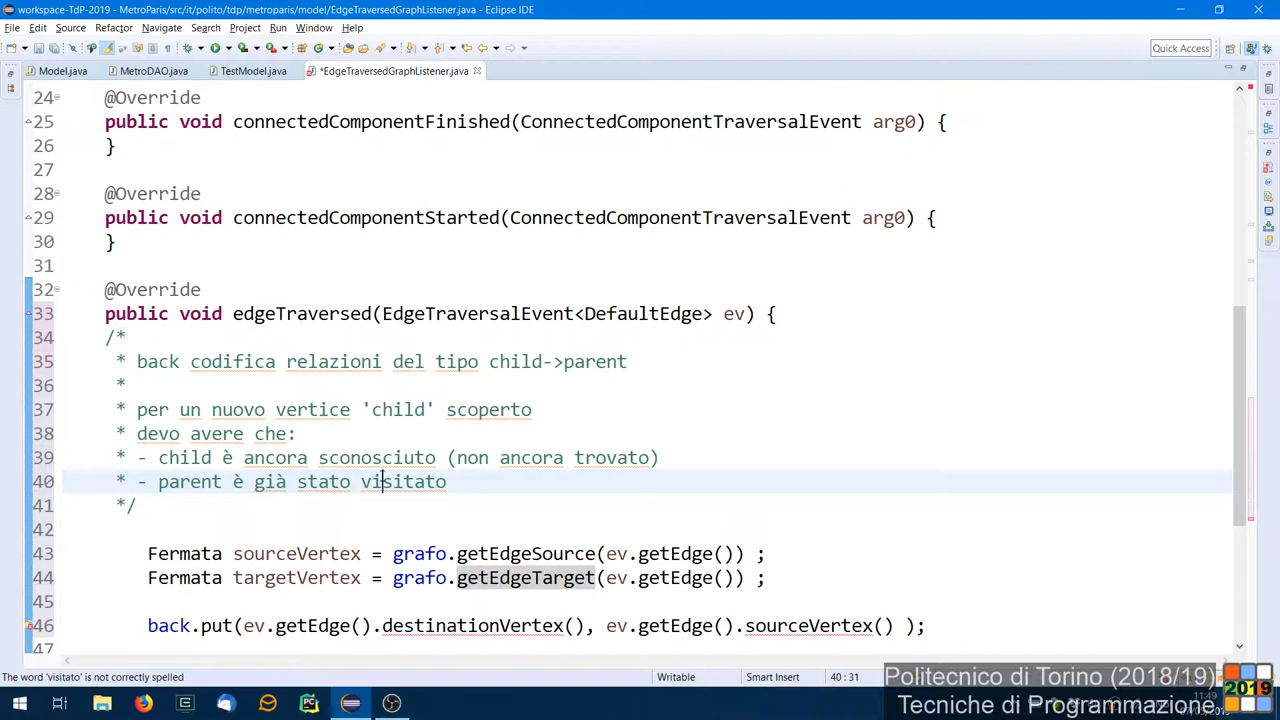 workspace-TdP-2019 - MetroParis/src/it/polito/tdp/metroparis/model/EdgeTraversedGraphListener.java - Eclipse IDE
File Edit Source Refactor Navigate Search Project Run Window Help
Quick Access
Model.java MetroDAO.java TestModel.java *EdgeTraversedGraphListener.java
24 @Override
25 public void connectedComponentFinished(ConnectedComponentTraversalEvent arg0) {
26 }
27
28 @Override
29 public void connectedComponentStarted(ConnectedComponentTraversalEvent arg0) {
30 }
31
32 @Override
33 public void edgeTraversed(EdgeTraversalEvent<DefaultEdge> ev) {
34 /*
35 * back codifica relazioni del tipo child->parent
36 *
37 * per un nuovo vertice 'child' scoperto
38 * devo avere che:
39 * - child è ancora sconosciuto (non ancora trovato)
40 * - parent è già stato visitato
41 */
42
43 Fermata sourceVertex = grafo.getEdgeSource(ev.getEdge()) ;
44 Fermata targetVertex = grafo.getEdgeTarget(ev.getEdge()) ;
45
46 back.put(ev.getEdge().destinationVertex(), ev.getEdge().sourceVertex() );
47
The word 'visitato' is not correctly spelled Writable Smart Insert 40 : 31
Politecnico di Torino (2018/19)
Tecniche di Programmazione
2019
11:49